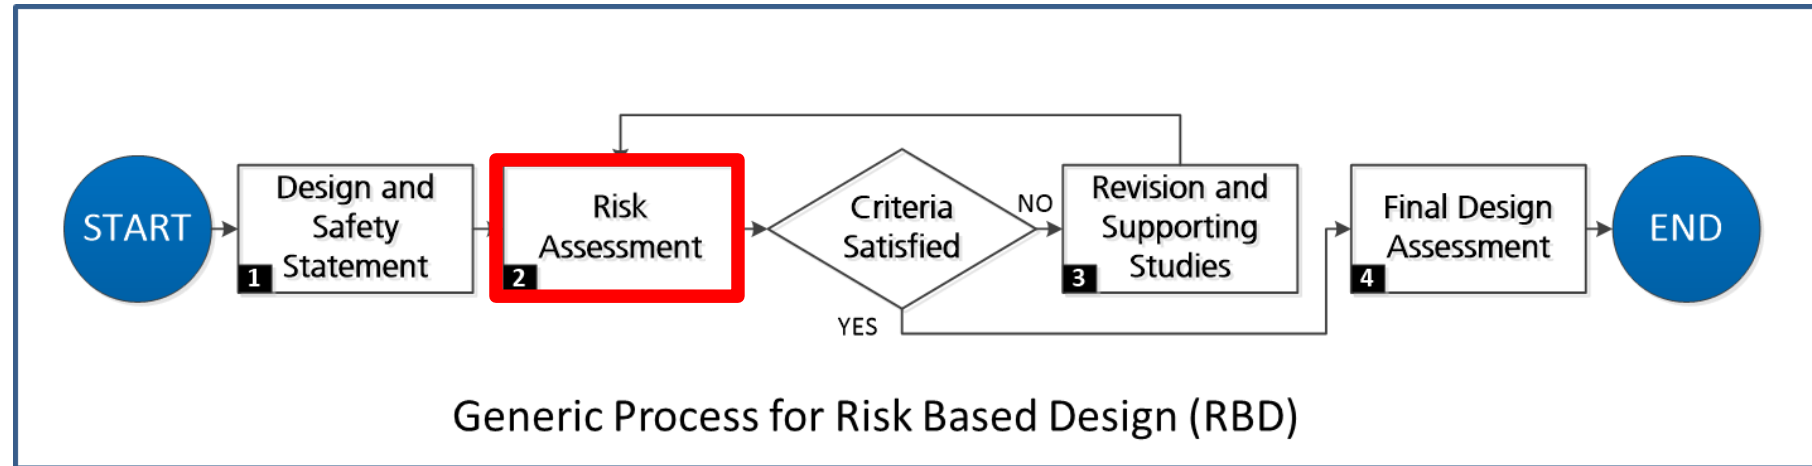 START
Design and
Safety
Statement
1
Risk
Assessment
2
Criteria
Satisfied
NO
YES
Revision and
Supporting
Studies
3
Final Design
Assessment
4
END
Generic Process for Risk Based Design (RBD)